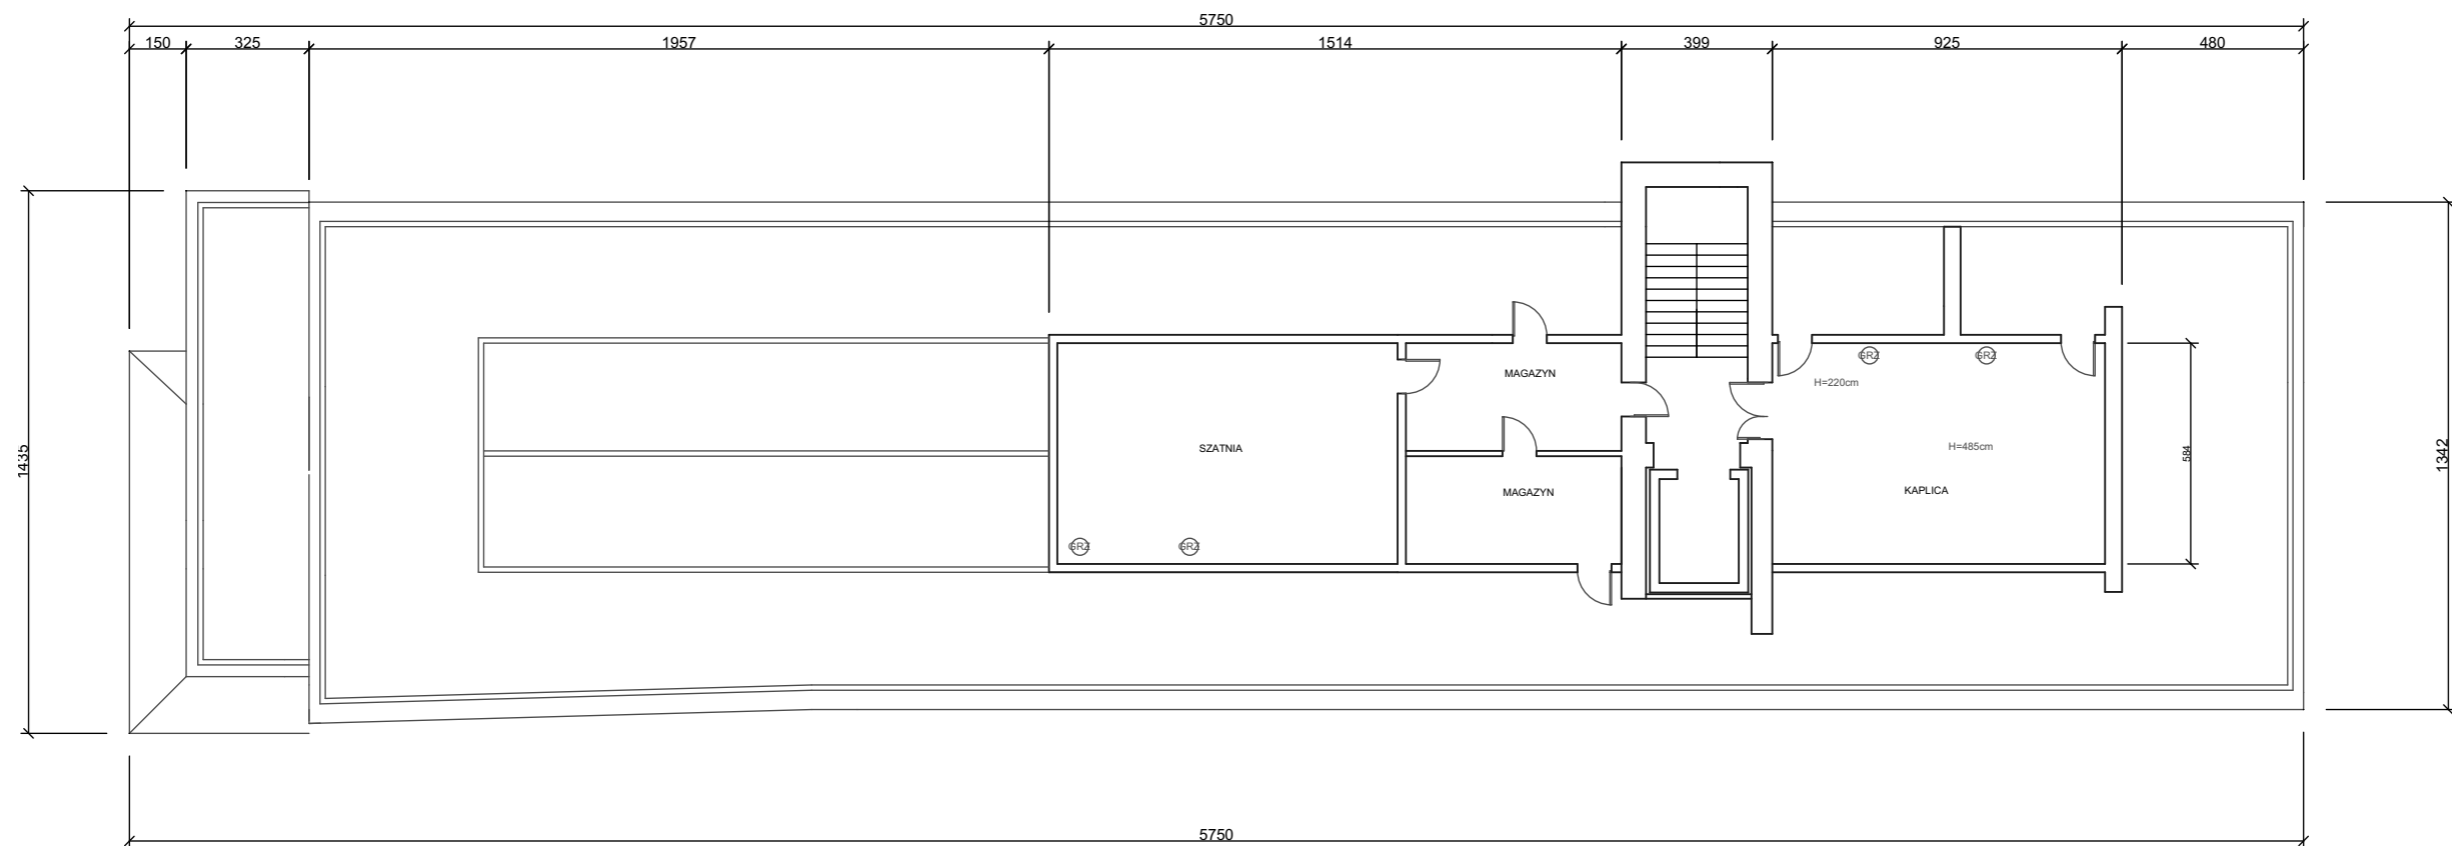 5750
150 325 1957 1514 399 925 480
GRZ GRZ
MAGAZYN
H=220cm
SZATNIA
H=485cm
584
1435
1342
MAGAZYN
KAPLICA
GRZ GRZ
5750